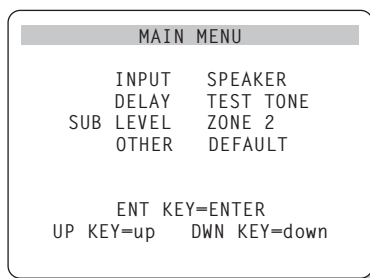 MAIN MENU
INPUT SPEAKER
DELAY TEST TONE
SUB LEVEL ZONE 2
OTHER DEFAULT
ENT KEY=ENTER
UP KEY=up DWN KEY=down